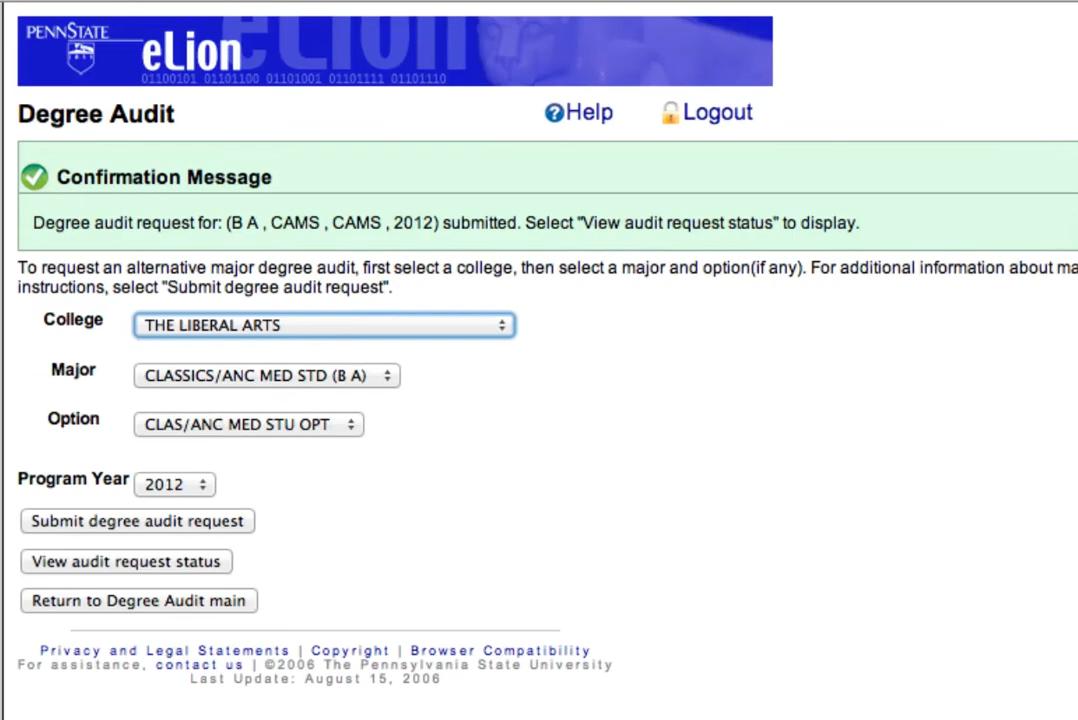 PENNSTATE
eLion
01100101 01101100 01101001 01101111 01101110
Degree Audit
Help
Logout
Confirmation Message
Degree audit request for: (B A , CAMS , CAMS , 2012) submitted. Select "View audit request status" to display.
To request an alternative major degree audit, first select a college, then select a major and option(if any). For additional information about ma
instructions, select "Submit degree audit request".
College THE LIBERAL ARTS
Major CLASSICS/ANC MED STD (B A)
Option CLAS/ANC MED STU OPT
Program Year 2012
Submit degree audit request
View audit request status
Return to Degree Audit main
Privacy and Legal Statements | Copyright | Browser Compatibility
For assistance, contact us | ©2006 The Pennsylvania State University
Last Update: August 15, 2006